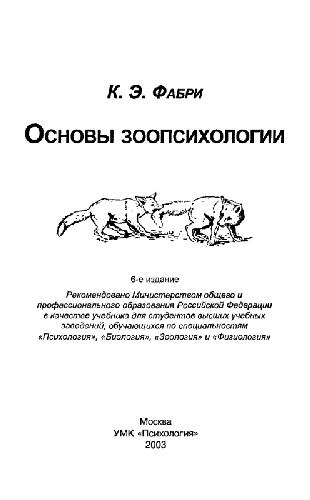 К. Э. Фабри
Основы зоопсихологии
6-е издание
Рекомендовано Министерством общего и
профессионального образования Российской Федерации
в качестве учебника для студентов высших учебных
заведений, обучающихся по специальностям
«Психология», «Биология», «Зоология» и «Физиология»
Москва
УМК «Психология»
2003